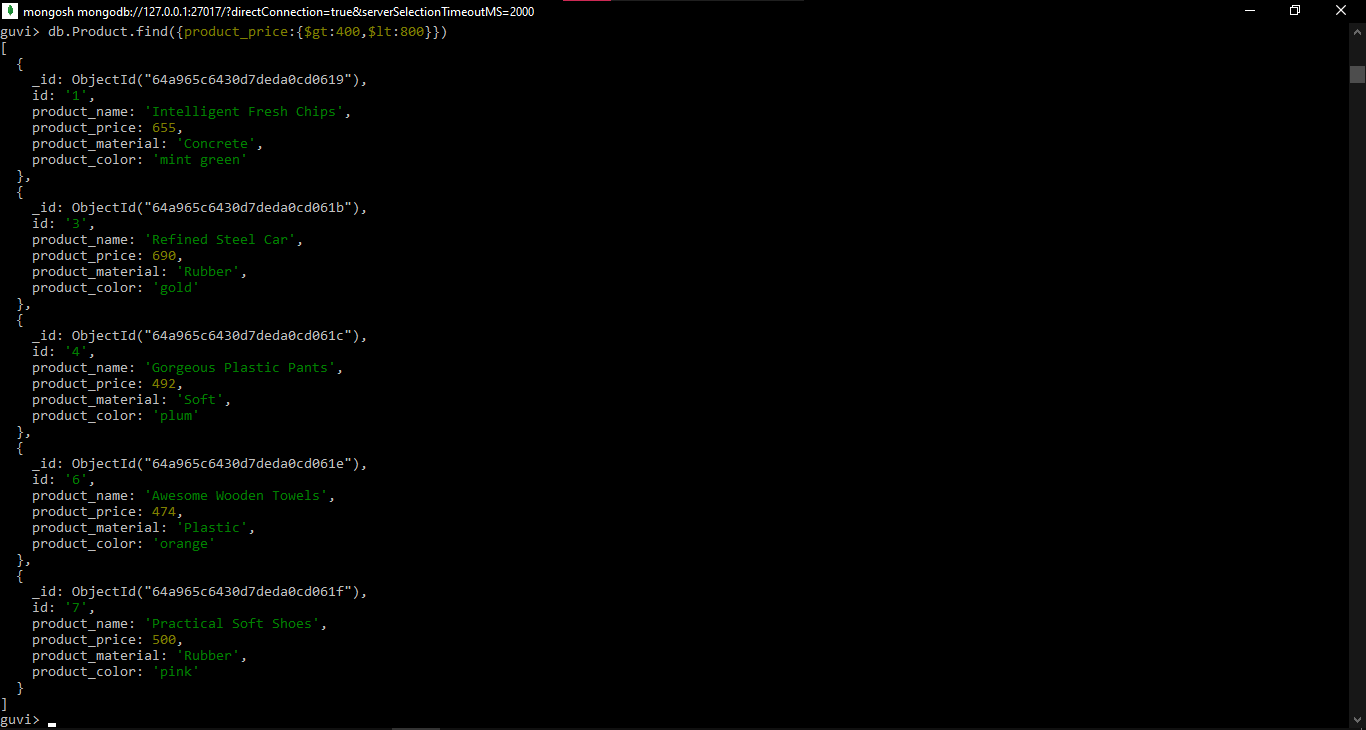 mongosh mongodb://127.0.0.1:27017/?directConnection=true&serverSelectionTimeoutMS=2000
guvi> db.Product.find({product_price:{$gt:400,$lt:800}})
[
  {
    _id: ObjectId("64a965c6430d7deda0cd0619"),
    id: '1',
    product_name: 'Intelligent Fresh Chips',
    product_price: 655,
    product_material: 'Concrete',
    product_color: 'mint green'
  },
  {
    _id: ObjectId("64a965c6430d7deda0cd061b"),
    id: '3',
    product_name: 'Refined Steel Car',
    product_price: 690,
    product_material: 'Rubber',
    product_color: 'gold'
  },
  {
    _id: ObjectId("64a965c6430d7deda0cd061c"),
    id: '4',
    product_name: 'Gorgeous Plastic Pants',
    product_price: 492,
    product_material: 'Soft',
    product_color: 'plum'
  },
  {
    _id: ObjectId("64a965c6430d7deda0cd061e"),
    id: '6',
    product_name: 'Awesome Wooden Towels',
    product_price: 474,
    product_material: 'Plastic',
    product_color: 'orange'
  },
  {
    _id: ObjectId("64a965c6430d7deda0cd061f"),
    id: '7',
    product_name: 'Practical Soft Shoes',
    product_price: 500,
    product_material: 'Rubber',
    product_color: 'pink'
  }
]
guvi>